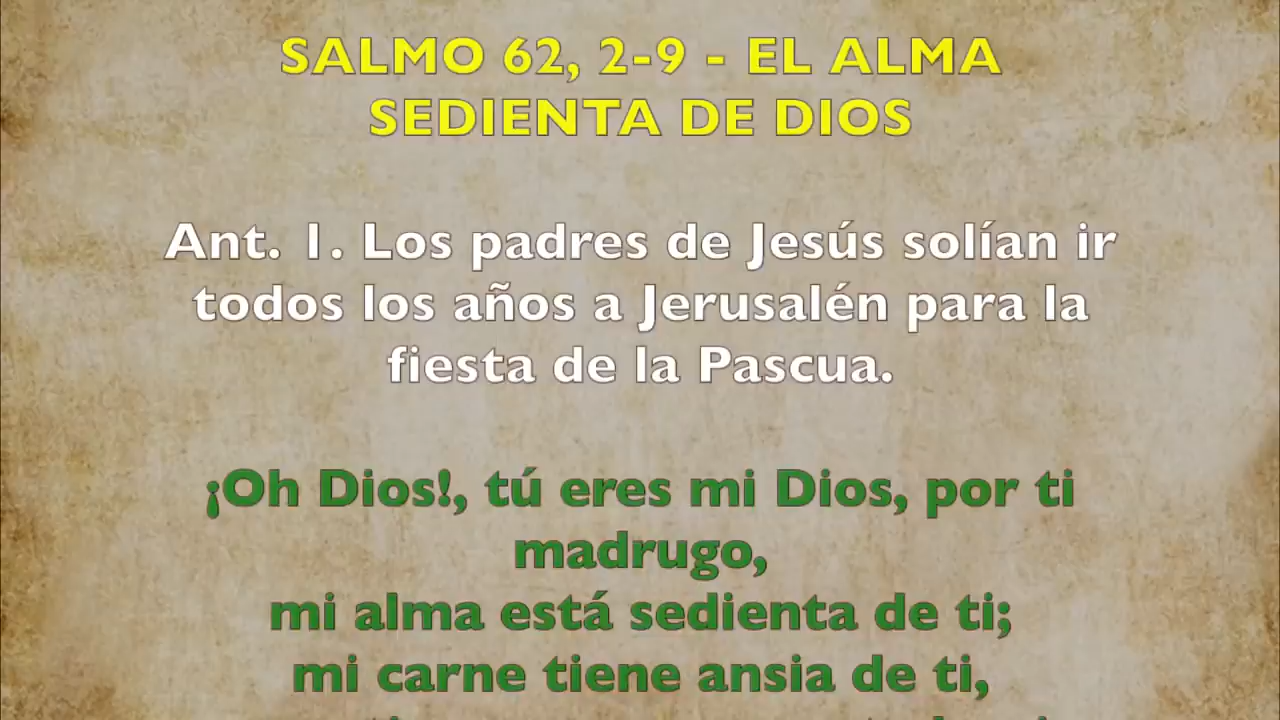 SALMO 62, 2-9 - EL ALMA
SEDIENTA DE DIOS
Ant. 1. Los padres de Jesús solían ir
todos los años a Jerusalén para la
fiesta de la Pascua.
¡Oh Dios!, tú eres mi Dios, por ti
madrugo,
mi alma está sedienta de ti;
mi carne tiene ansia de ti,